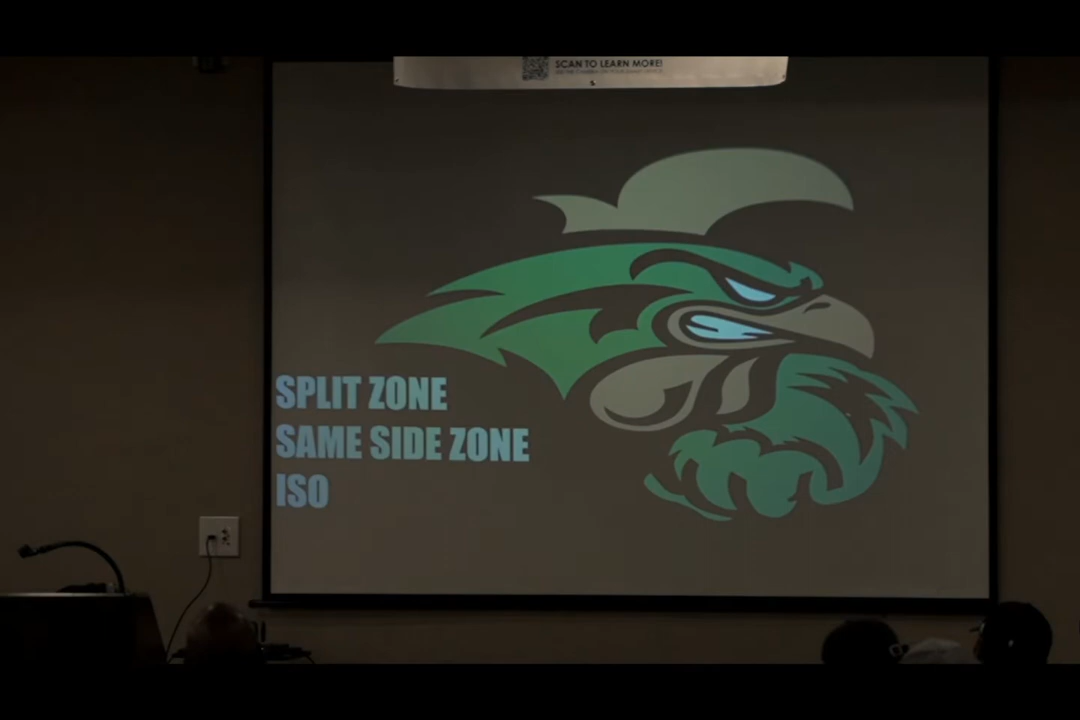 SCAN TO LEARN MORE!
SPLIT ZONE
SAME SIDE ZONE
ISO